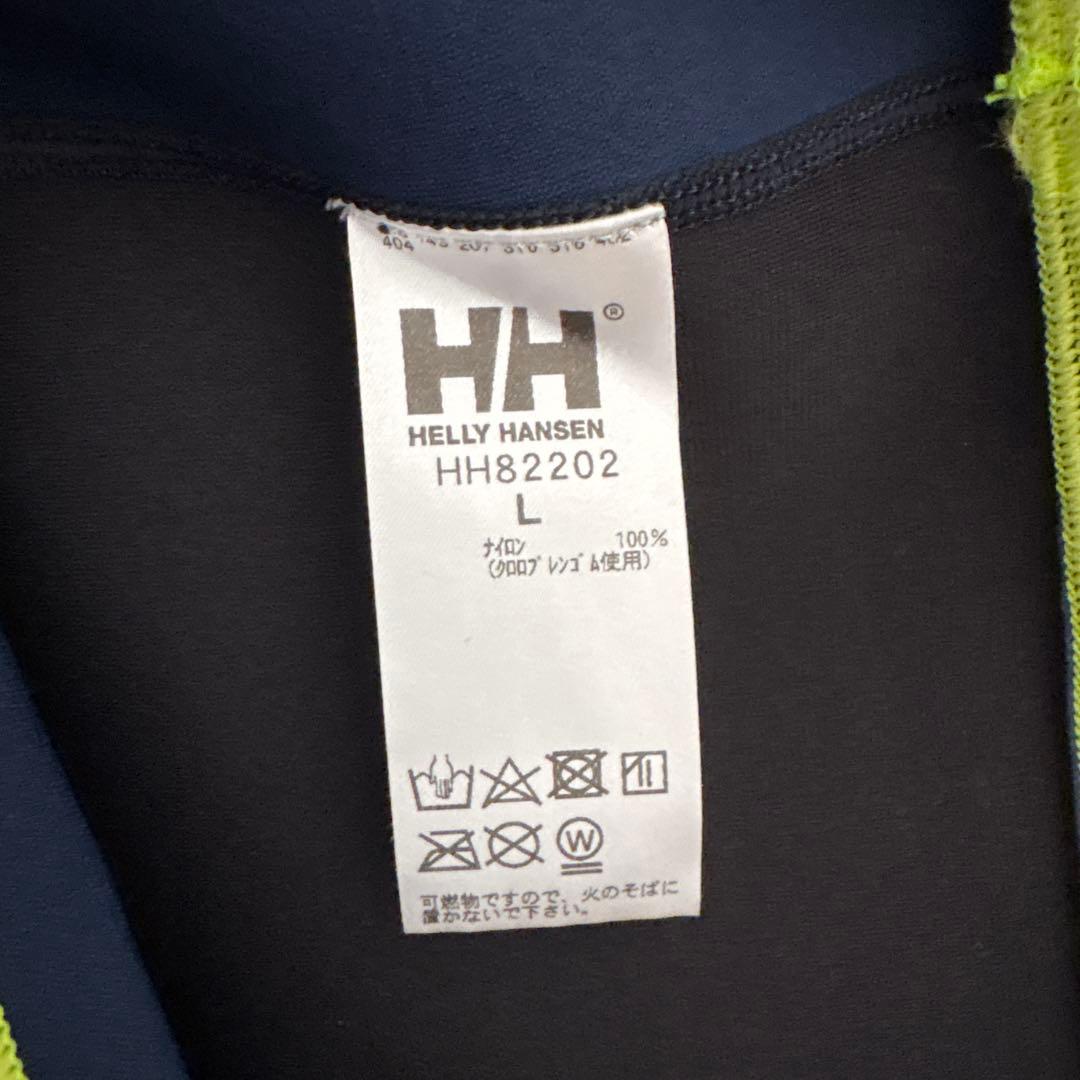 404
HH®
HELLY HANSEN
HH82202
L
ﾅｲﾛﾝ 100%
(ｸﾛﾛﾌﾟﾚﾝｺﾞﾑ使用)
W
可燃物ですので、火のそばに
置かないで下さい。